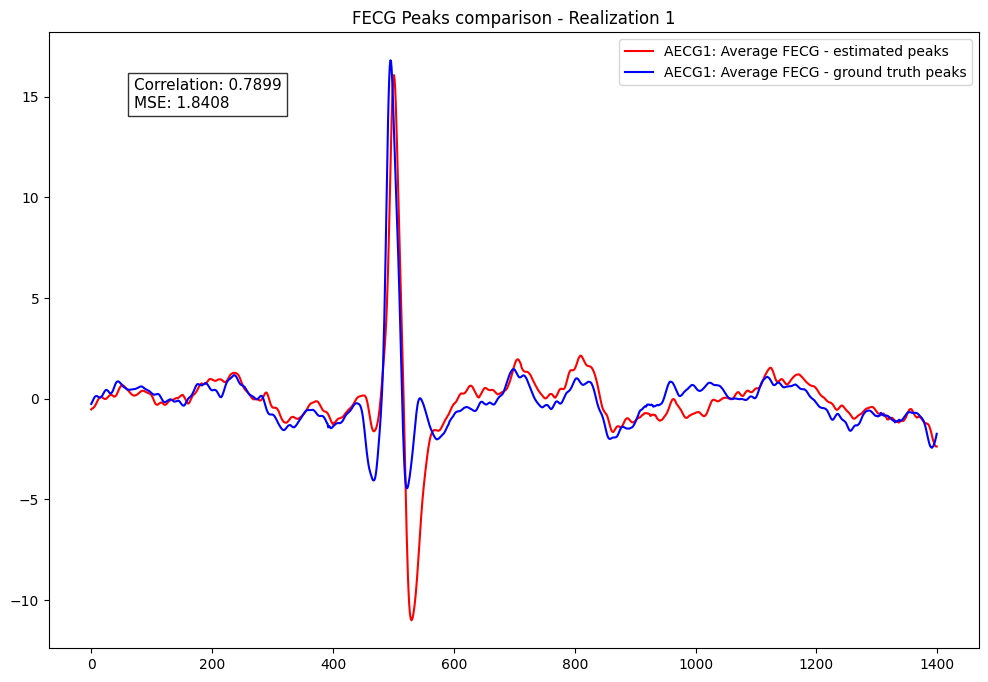 FECG Peaks comparison - Realization 1
AECG1: Average FECG - estimated peaks
AECG1: Average FECG - ground truth peaks
Correlation: 0.7899
MSE: 1.8408
15
10
5
0
−5
−10
0 200 400 600 800 1000 1200 1400